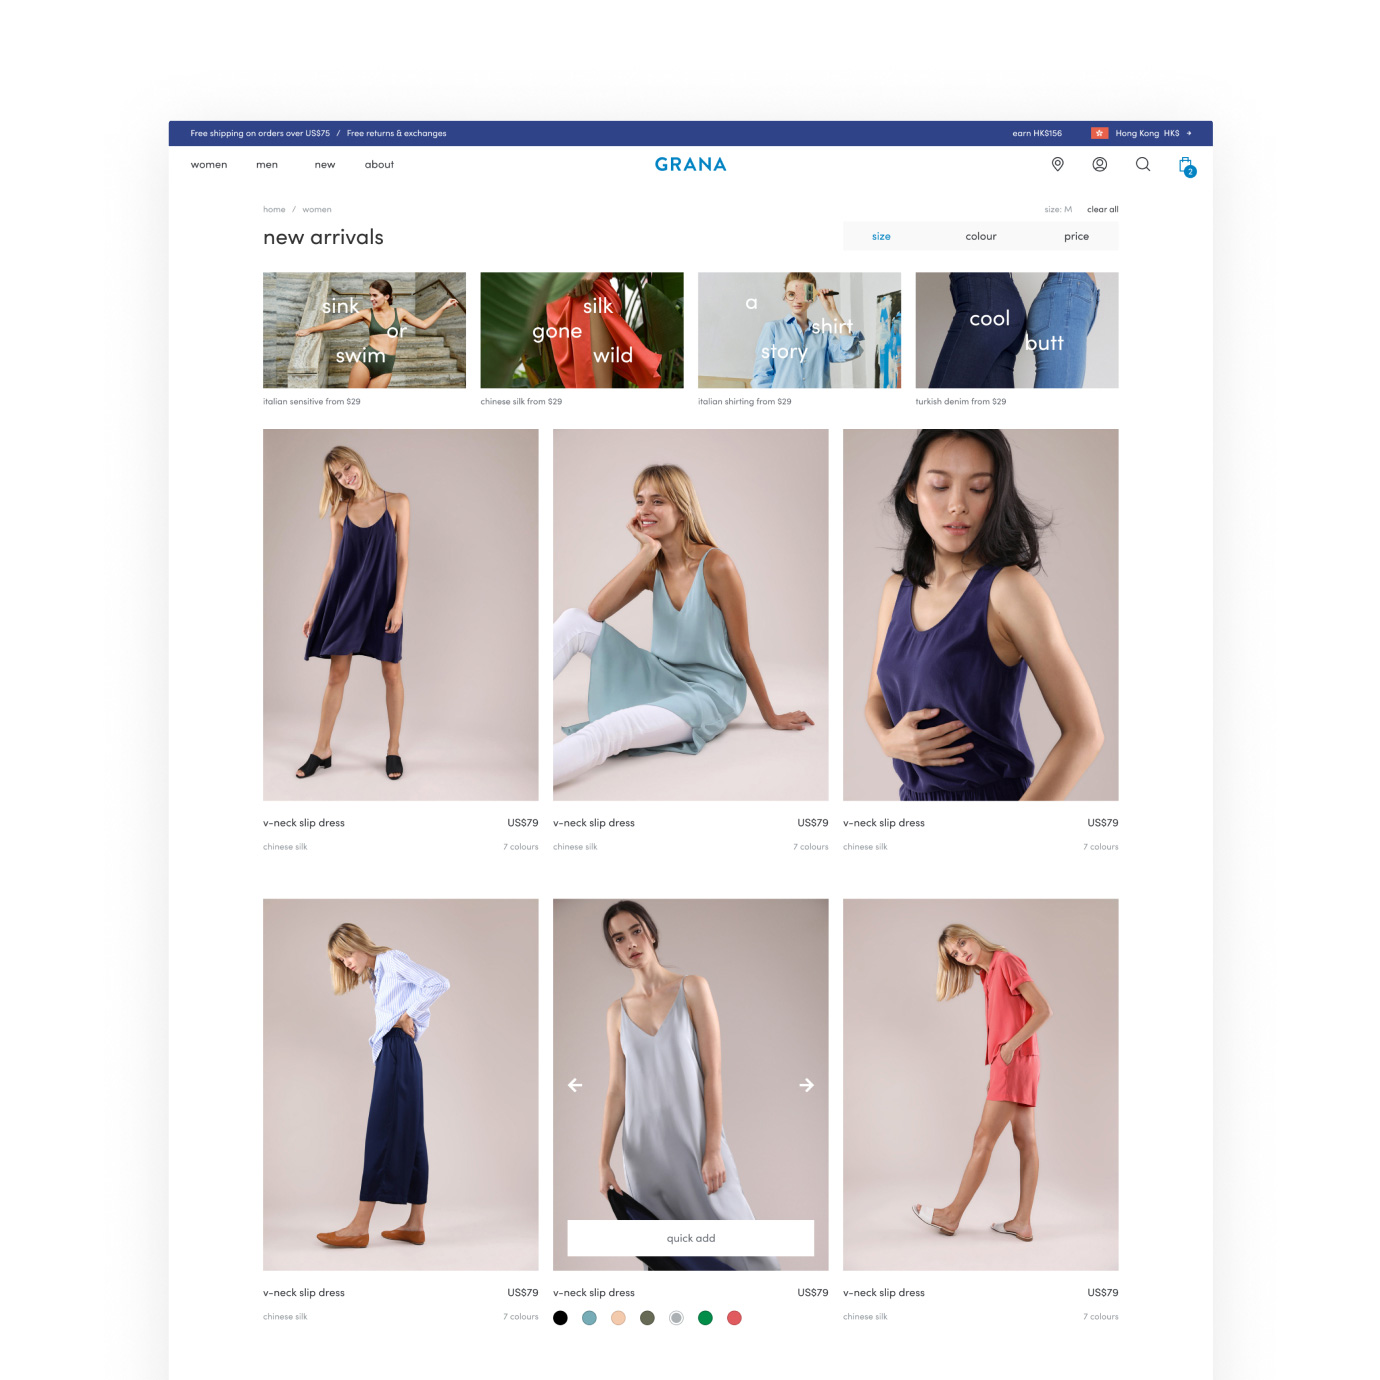 Free shipping on orders over US$75 / Free returns & exchanges
earn HK$156
Hong Kong HK$
women men new about
GRANA
2
home / women
size: M clear all
new arrivals
size colour price
sink
or
swim
silk
gone
wild
a
shirt
story
cool
butt
italian sensitive from $29
chinese silk from $29
italian shirting from $29
turkish denim from $29
v-neck slip dress US$79
chinese silk 7 colours
v-neck slip dress US$79
chinese silk 7 colours
v-neck slip dress US$79
chinese silk 7 colours
quick add
v-neck slip dress US$79
chinese silk 7 colours
v-neck slip dress US$79
v-neck slip dress US$79
chinese silk 7 colours